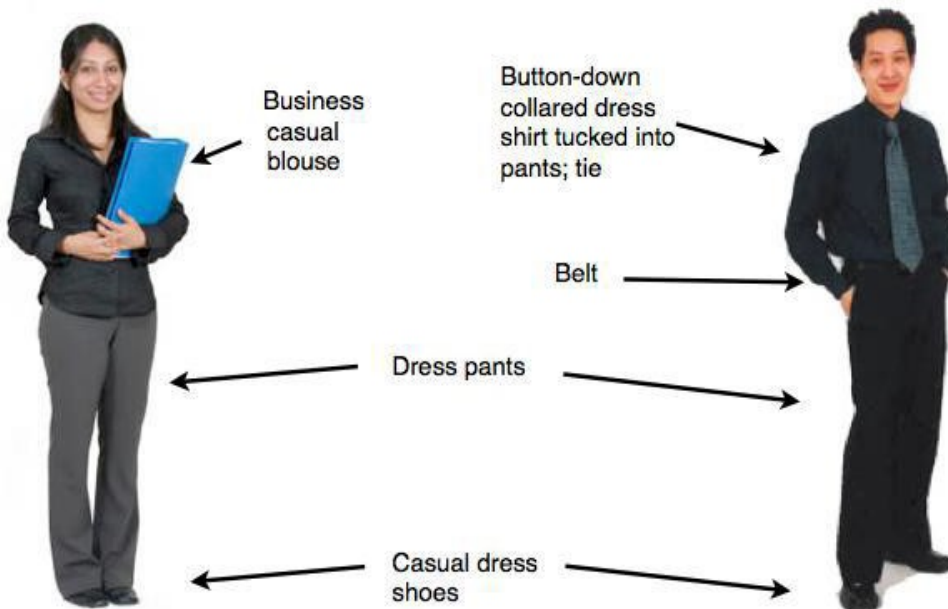 Business
casual
blouse
Button-down
collared dress
shirt tucked into
pants; tie
Belt
Dress pants
Casual dress
shoes